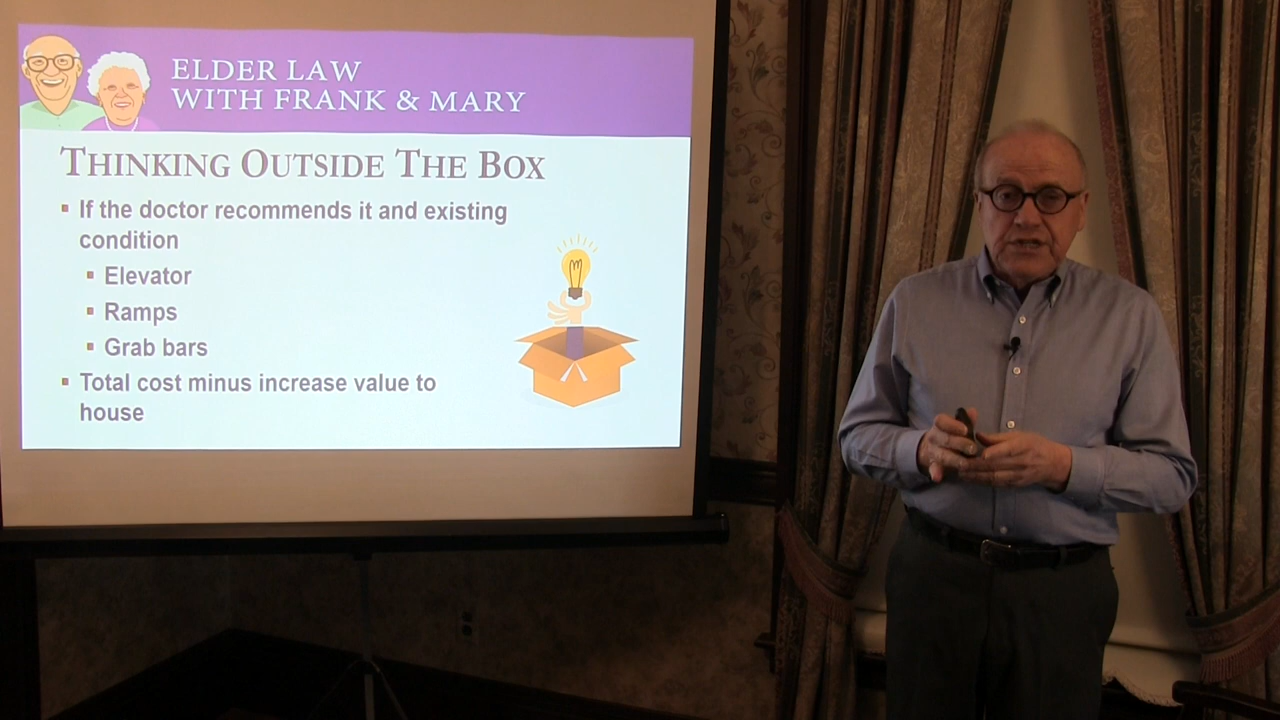 ELDER LAW
WITH FRANK & MARY
THINKING OUTSIDE THE BOX
If the doctor recommends it and existing
condition
Elevator
Ramps
Grab bars
Total cost minus increase value to
house